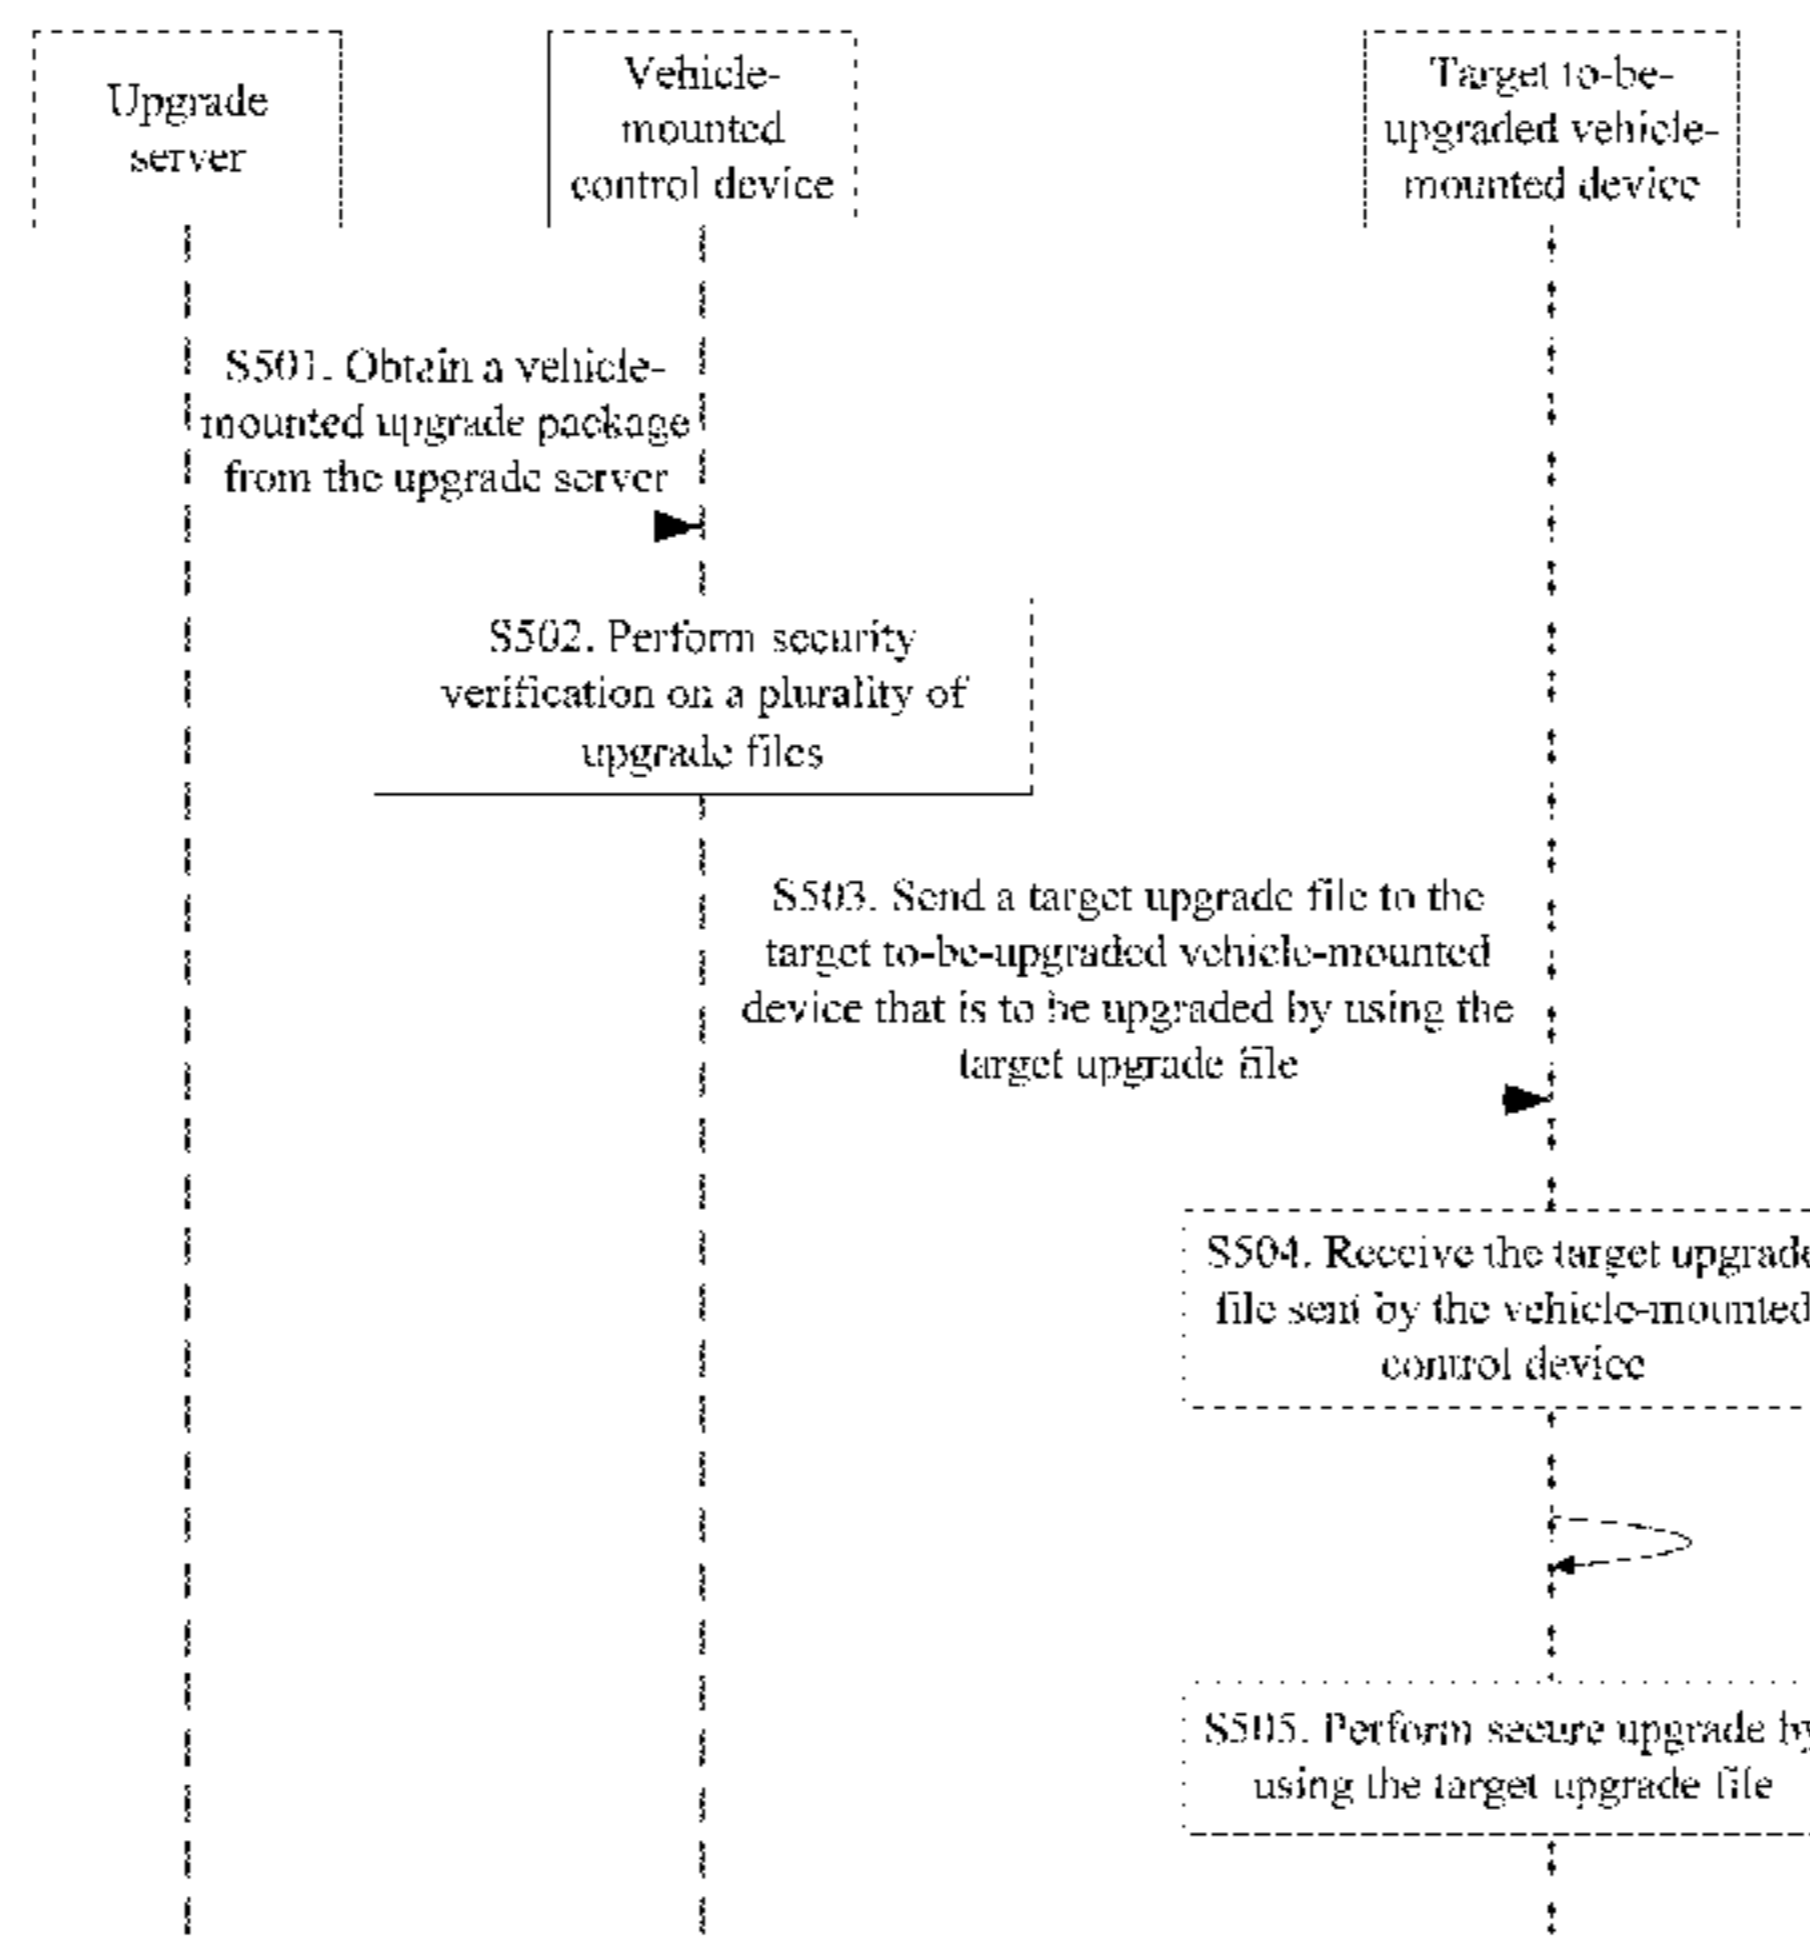 Upgrade
server
Vehicle-
mounted
control device
Target to-be-
upgraded vehicle-
mounted device
S501. Obtain a vehicle-
mounted upgrade package
from the upgrade server
S502. Perform security
verification on a plurality of
upgrade files
S503. Send a target upgrade file to the
target to-be-upgraded vehicle-mounted
device that is to be upgraded by using the
target upgrade file
S504. Receive the target upgrade
file sent by the vehicle-mounted
control device
S505. Perform secure upgrade by
using the target upgrade file